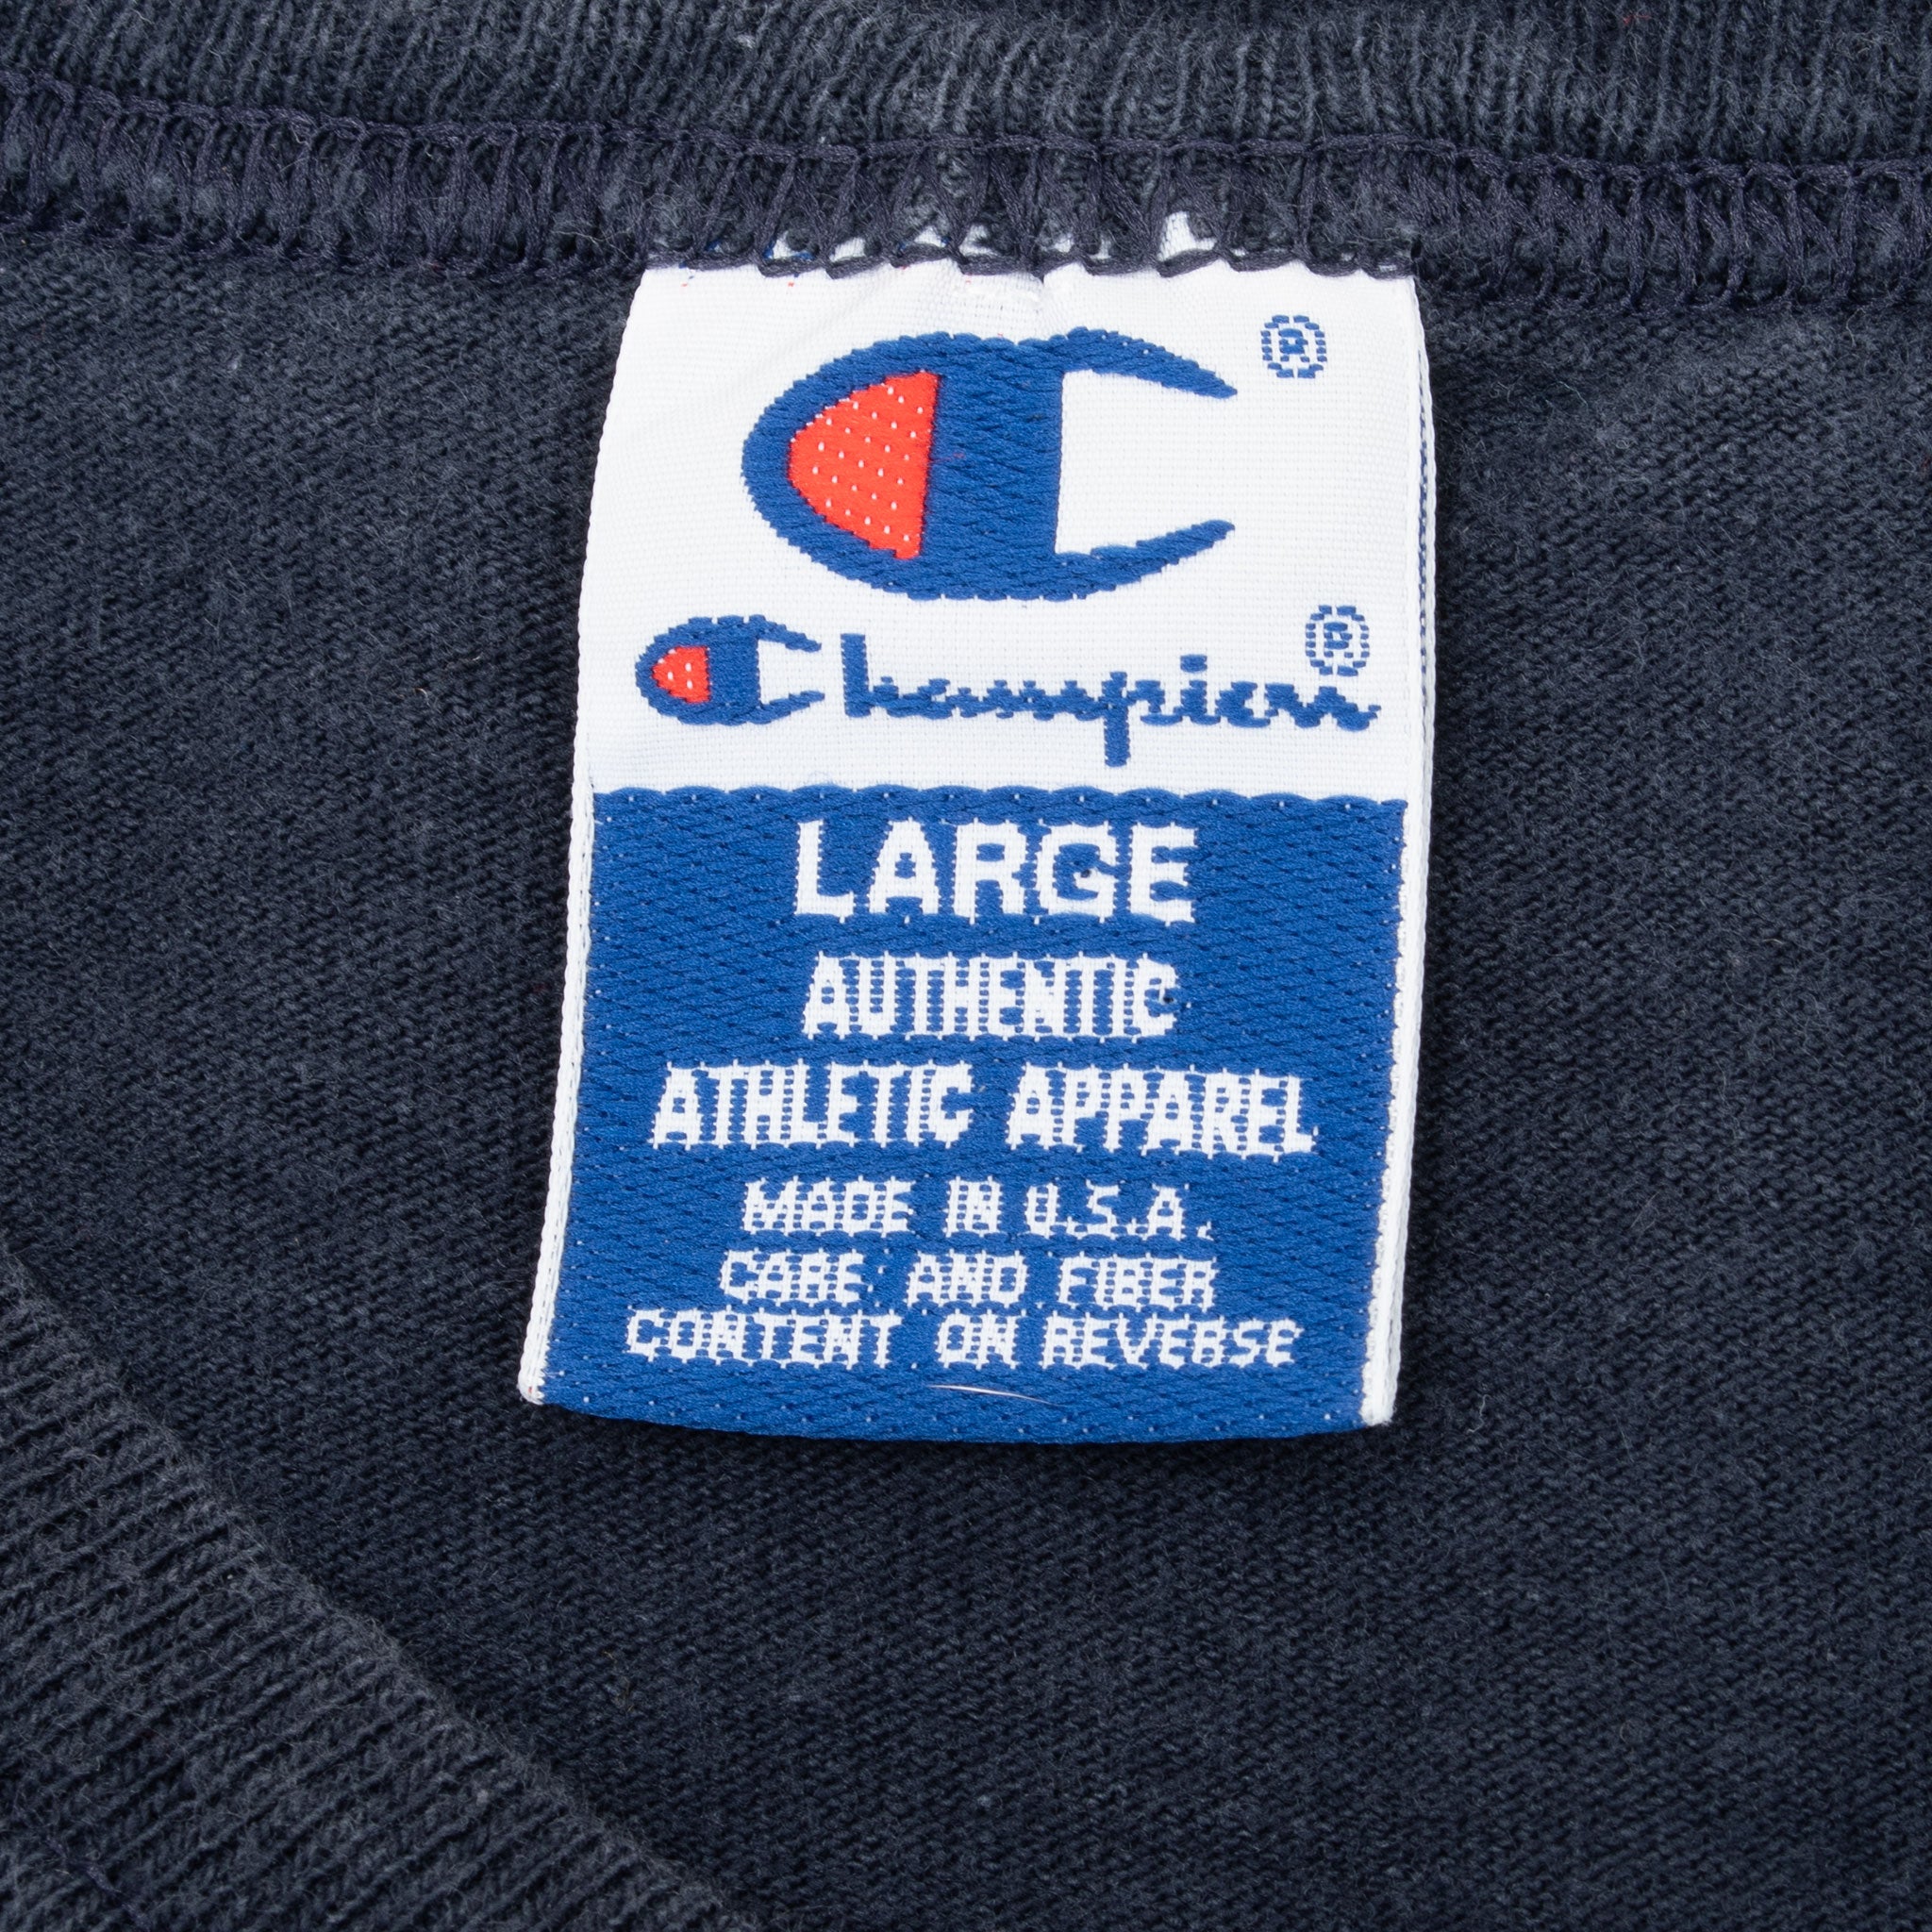 ®
Champion®
LARGE
AUTHENTIC
ATHLETIC APPAREL
MADE IN U.S.A.
CARE AND FIBER
CONTENT ON REVERSE